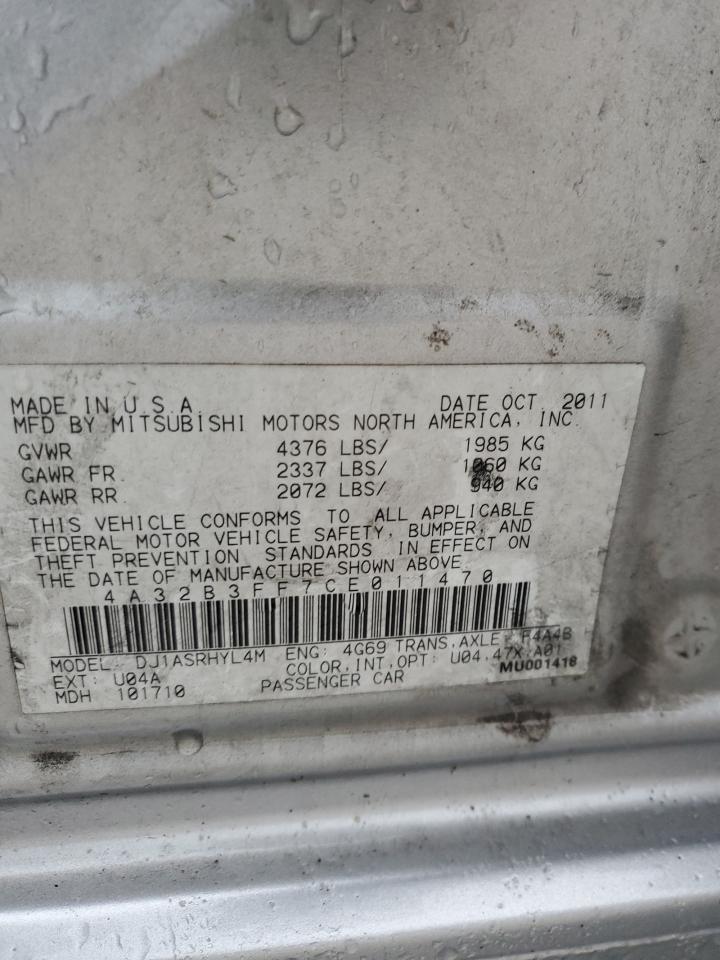 MADE IN U.S.A. DATE OCT. 2011
MFD BY MITSUBISHI MOTORS NORTH AMERICA, INC.
GVWR 4376 LBS/ 1985 KG
GAWR FR. 2337 LBS/ 1060 KG
GAWR RR. 2072 LBS/ 940 KG
THIS VEHICLE CONFORMS TO ALL APPLICABLE
FEDERAL MOTOR VEHICLE SAFETY, BUMPER, AND
THEFT PREVENTION STANDARDS IN EFFECT ON
THE DATE OF MANUFACTURE SHOWN ABOVE.
4A32B3FF7CE011470
MODEL: DJ1ASRHYL4M ENG: 4G69 TRANS,AXLE: F4A4B
EXT: U04A COLOR,INT,OPT: U04,47X,A01
MDH 101710 PASSENGER CAR MU001418